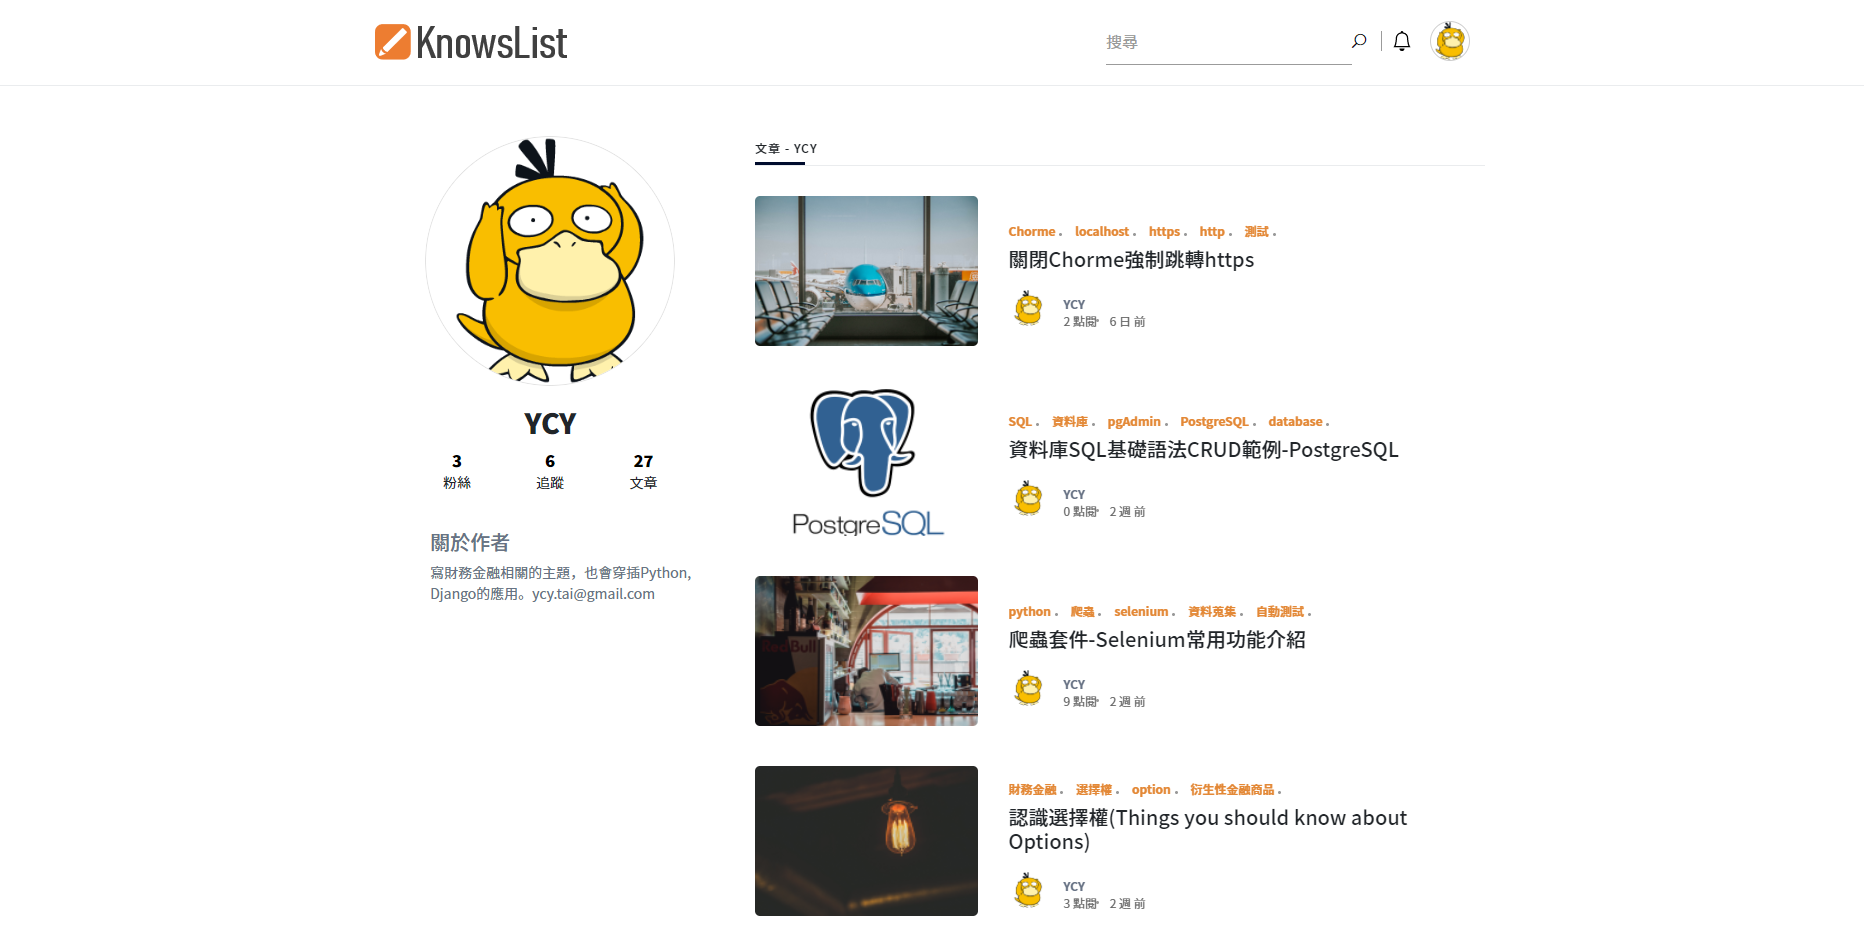 KnowsList
搜尋
YCY
3
粉絲
6
追蹤
27
文章
關於作者
寫財務金融相關的主題，也會穿插Python,
Django的應用。ycy.tai@gmail.com
文章 - YCY
Chorme . localhost . https . http . 測試 .
關閉Chorme強制跳轉https
YCY
2 點閱 6 日 前
PostgreSQL
SQL . 資料庫 . pgAdmin . PostgreSQL . database .
資料庫SQL基礎語法CRUD範例-PostgreSQL
YCY
0 點閱 2 週 前
Red Bull
python . 爬蟲 . selenium . 資料蒐集 . 自動測試 .
爬蟲套件-Selenium常用功能介紹
YCY
9 點閱 2 週 前
財務金融 . 選擇權 . option . 衍生性金融商品 .
認識選擇權(Things you should know about
Options)
YCY
3 點閱 2 週 前